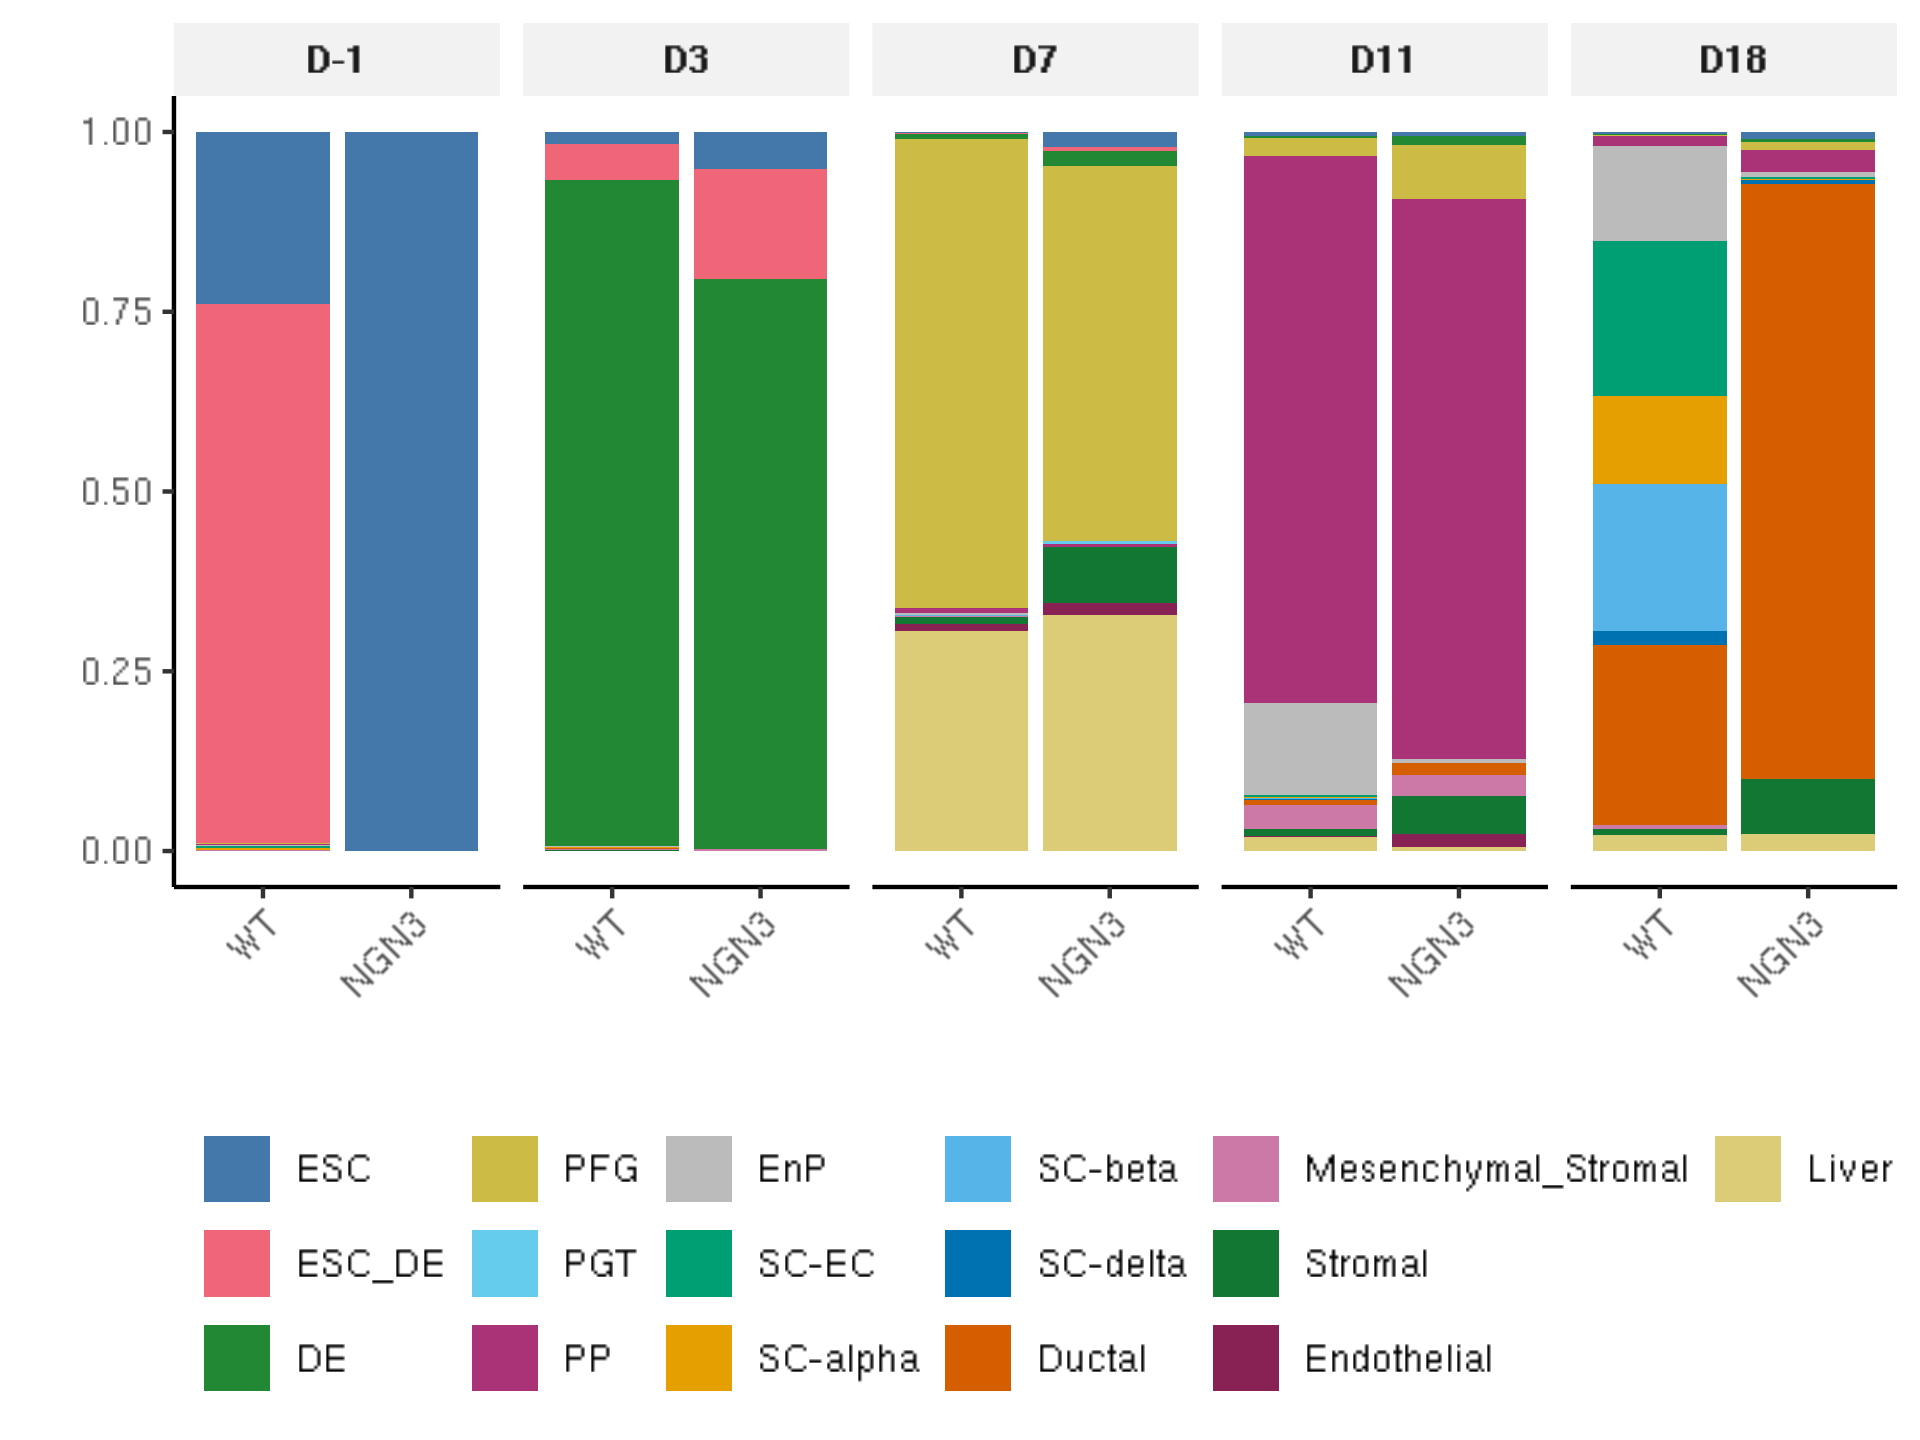 D-1 D3 D7 D11 D18
1.00
0.75
0.50
0.25
0.00
WT NGN3 WT NGN3 WT NGN3 WT NGN3 WT NGN3
ESC PFG EnP SC-beta Mesenchymal_Stromal Liver
ESC_DE PGT SC-EC SC-delta Stromal
DE PP SC-alpha Ductal Endothelial